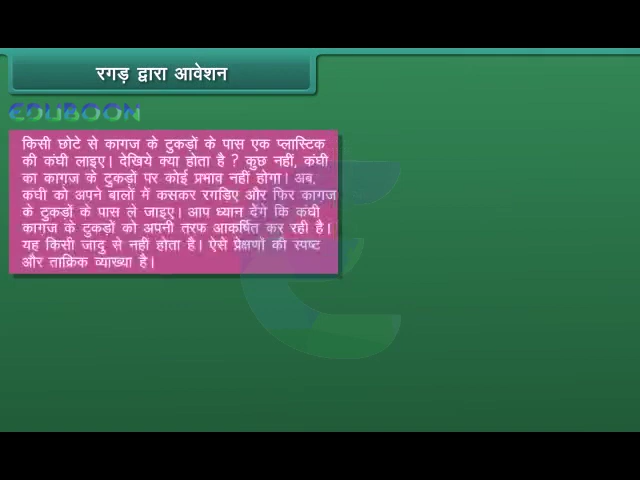 रगड़ द्वारा आवेशन
EDUBOON
किसी छोटे से कागज के टुकड़ों के पास एक प्लास्टिक
की कंघी लाइए। देखिये क्या होता है ? कुछ नहीं, कंघी
का कागज़ के टुकड़ों पर कोई प्रभाव नहीं होगा। अब,
कंघी को अपने बालों में कसकर रगडिए और फिर कागज
के टुकड़ों के पास ले जाइए। आप ध्यान देंगे कि कंघी
कागज के टुकड़ों को अपनी तरफ आकर्षित कर रही है।
यह किसी जादु से नहीं होता है। ऐसे प्रेक्षणों की स्पष्ट
और तार्किक व्याख्या है।